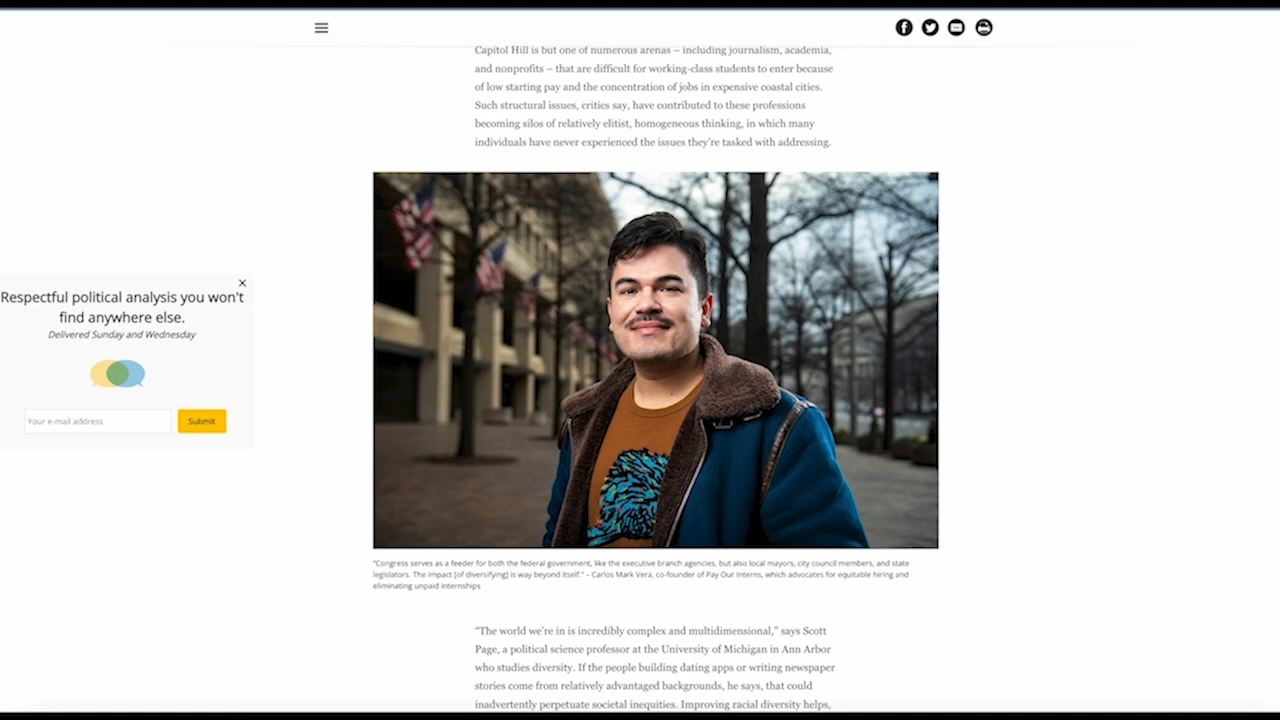 Capitol Hill is but one of numerous arenas – including journalism, academia,
and nonprofits – that are difficult for working-class students to enter because
of low starting pay and the concentration of jobs in expensive coastal cities.
Such structural issues, critics say, have contributed to these professions
becoming silos of relatively elitist, homogeneous thinking, in which many
individuals have never experienced the issues they’re tasked with addressing.
Respectful political analysis you won't
find anywhere else.
Delivered Sunday and Wednesday
Your e-mail address
Submit
"Congress serves as a feeder for both the federal government, like the executive branch agencies, but also local mayors, city council members, and state
legislators. The impact [of diversifying] is way beyond itself." – Carlos Mark Vera, co-founder of Pay Our Interns, which advocates for equitable hiring and
eliminating unpaid internships
“The world we’re in is incredibly complex and multidimensional,” says Scott
Page, a political science professor at the University of Michigan in Ann Arbor
who studies diversity. If the people building dating apps or writing newspaper
stories come from relatively advantaged backgrounds, he says, that could
inadvertently perpetuate societal inequities. Improving racial diversity helps,